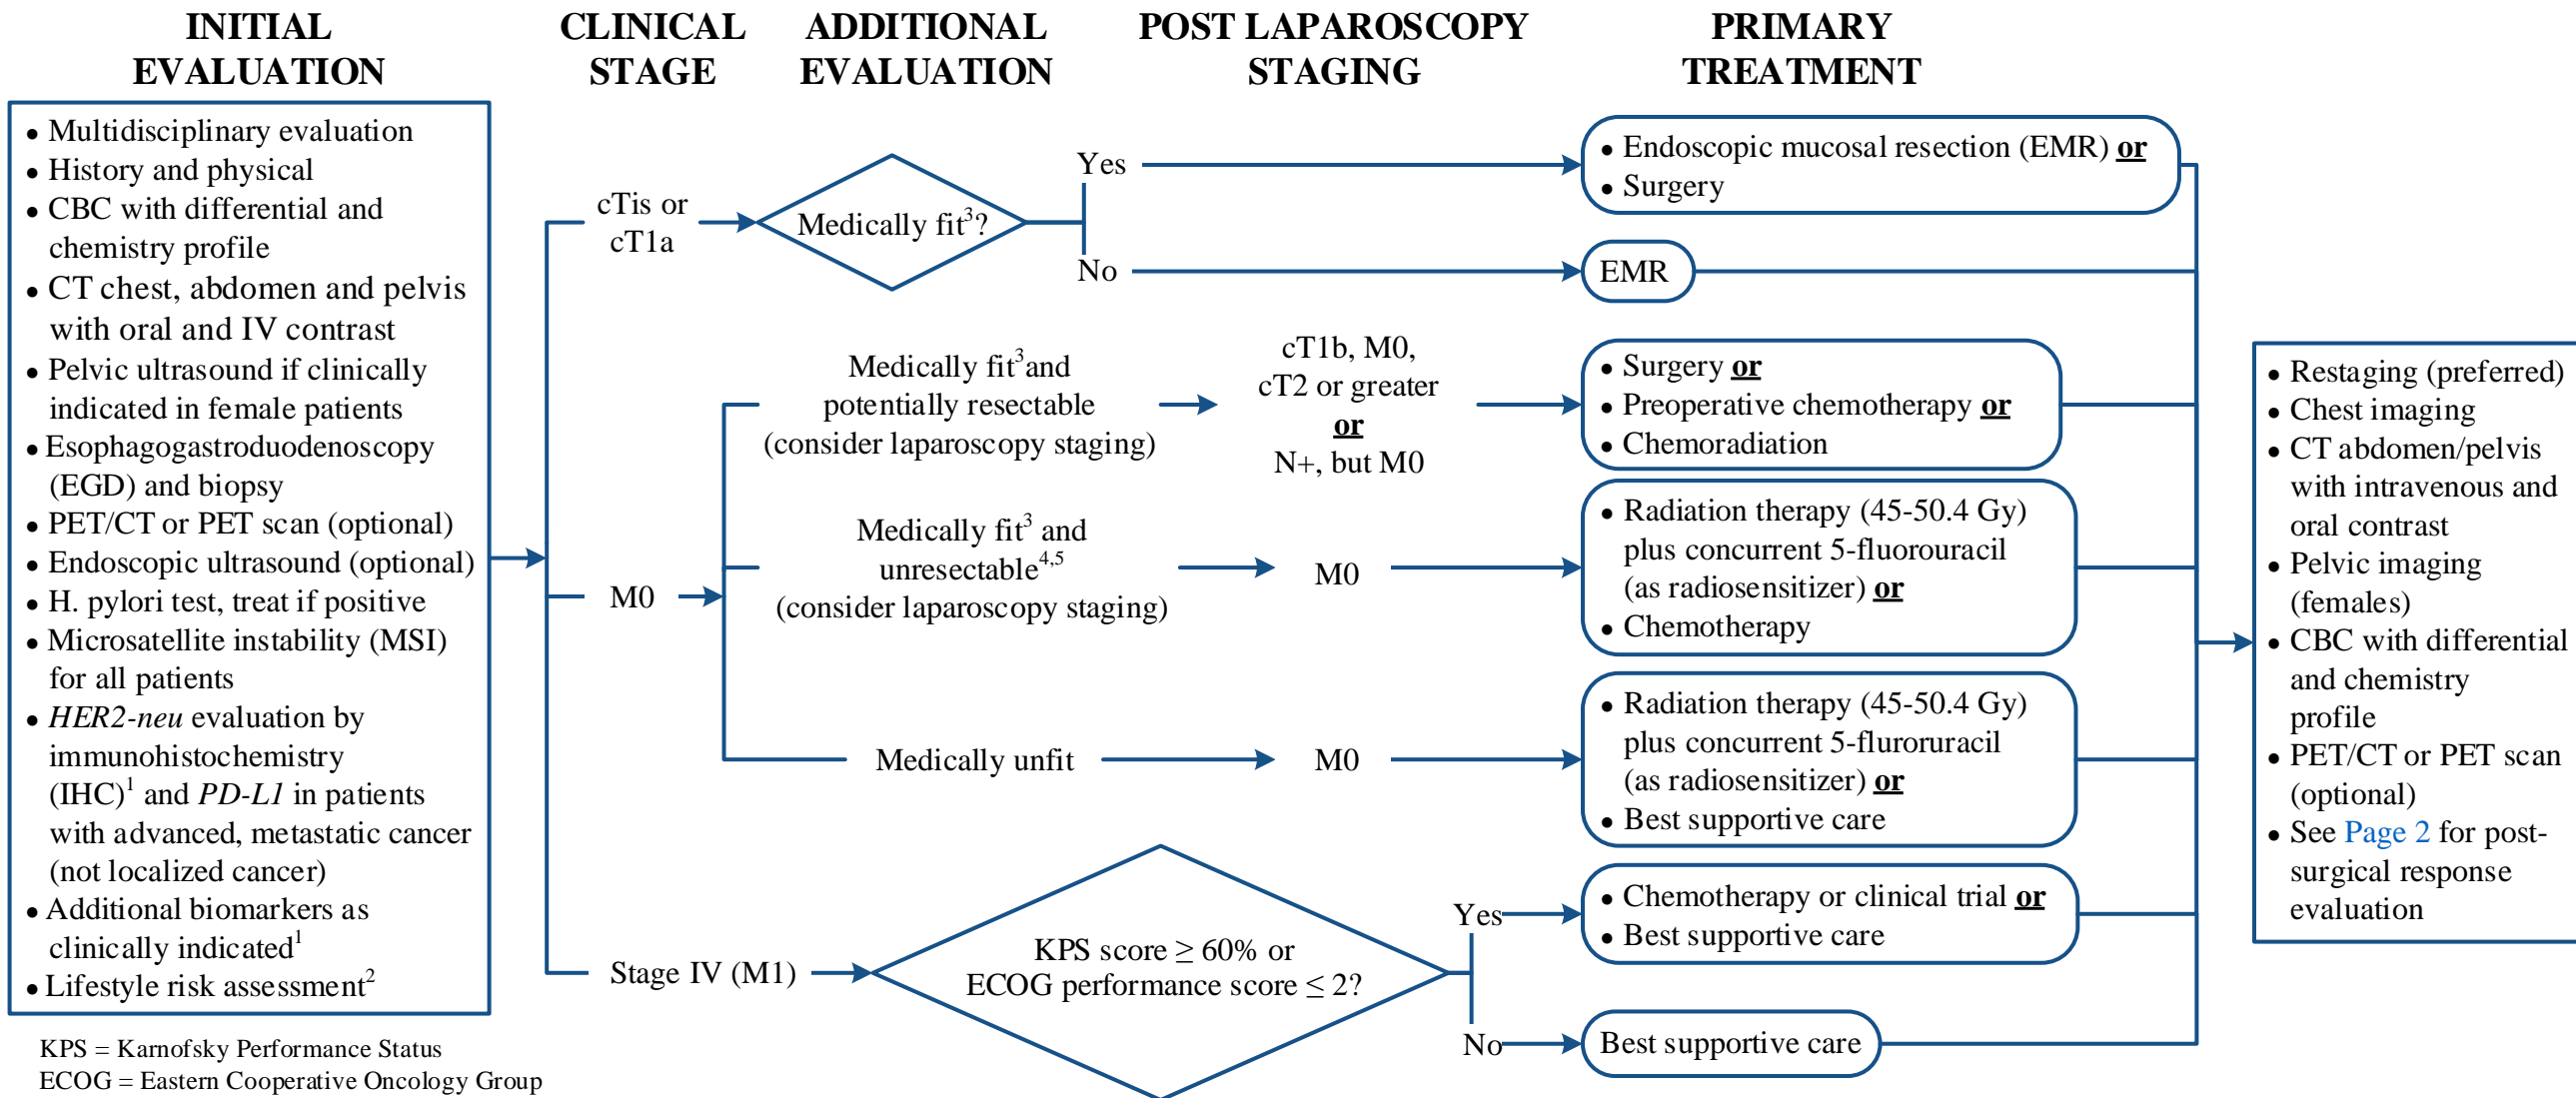 INITIAL
EVALUATION
CLINICAL
STAGE
ADDITIONAL
EVALUATION
POST LAPAROSCOPY
STAGING
PRIMARY
TREATMENT
● Multidisciplinary evaluation
● History and physical
● CBC with differential and
chemistry profile
● CT chest, abdomen and pelvis
with oral and IV contrast
● Pelvic ultrasound if clinically
indicated in female patients
● Esophagogastroduodenoscopy
(EGD) and biopsy
● PET/CT or PET scan (optional)
● Endoscopic ultrasound (optional)
● H. pylori test, treat if positive
● Microsatellite instability (MSI)
for all patients
● HER2-neu evaluation by
immunohistochemistry
(IHC)1 and PD-L1 in patients
with advanced, metastatic cancer
(not localized cancer)
● Additional biomarkers as
clinically indicated1
● Lifestyle risk assessment2
KPS = Karnofsky Performance Status
ECOG = Eastern Cooperative Oncology Group
cTis or
cT1a
Medically fit3?
Yes
No
● Endoscopic mucosal resection (EMR) or
● Surgery
EMR
M0
Medically fit3and
potentially resectable
(consider laparoscopy staging)
cT1b, M0,
cT2 or greater
or
N+, but M0
● Surgery or
● Preoperative chemotherapy or
● Chemoradiation
Medically fit3 and
unresectable4,5
(consider laparoscopy staging)
M0
● Radiation therapy (45-50.4 Gy)
plus concurrent 5-fluorouracil
(as radiosensitizer) or
● Chemotherapy
Medically unfit
M0
● Radiation therapy (45-50.4 Gy)
plus concurrent 5-fluroruracil
(as radiosensitizer) or
● Best supportive care
Stage IV (M1)
KPS score ≥ 60% or
ECOG performance score ≤ 2?
Yes
No
● Chemotherapy or clinical trial or
● Best supportive care
Best supportive care
● Restaging (preferred)
● Chest imaging
● CT abdomen/pelvis
with intravenous and
oral contrast
● Pelvic imaging
(females)
● CBC with differential
and chemistry
profile
● PET/CT or PET scan
(optional)
● See Page 2 for post-
surgical response
evaluation